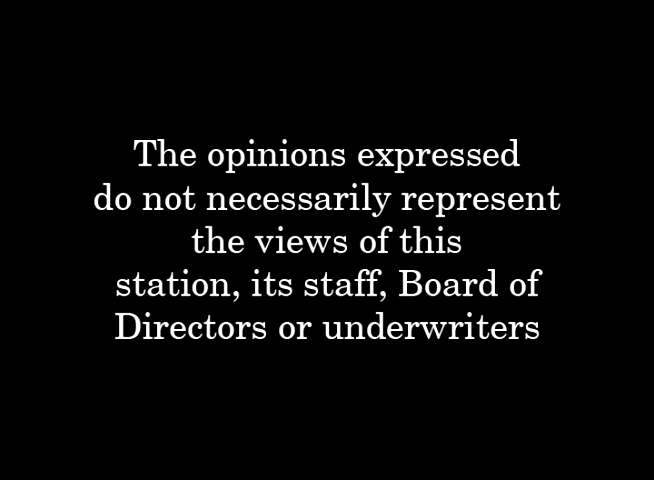 The opinions expressed
do not necessarily represent
the views of this
station, its staff, Board of
Directors or underwriters